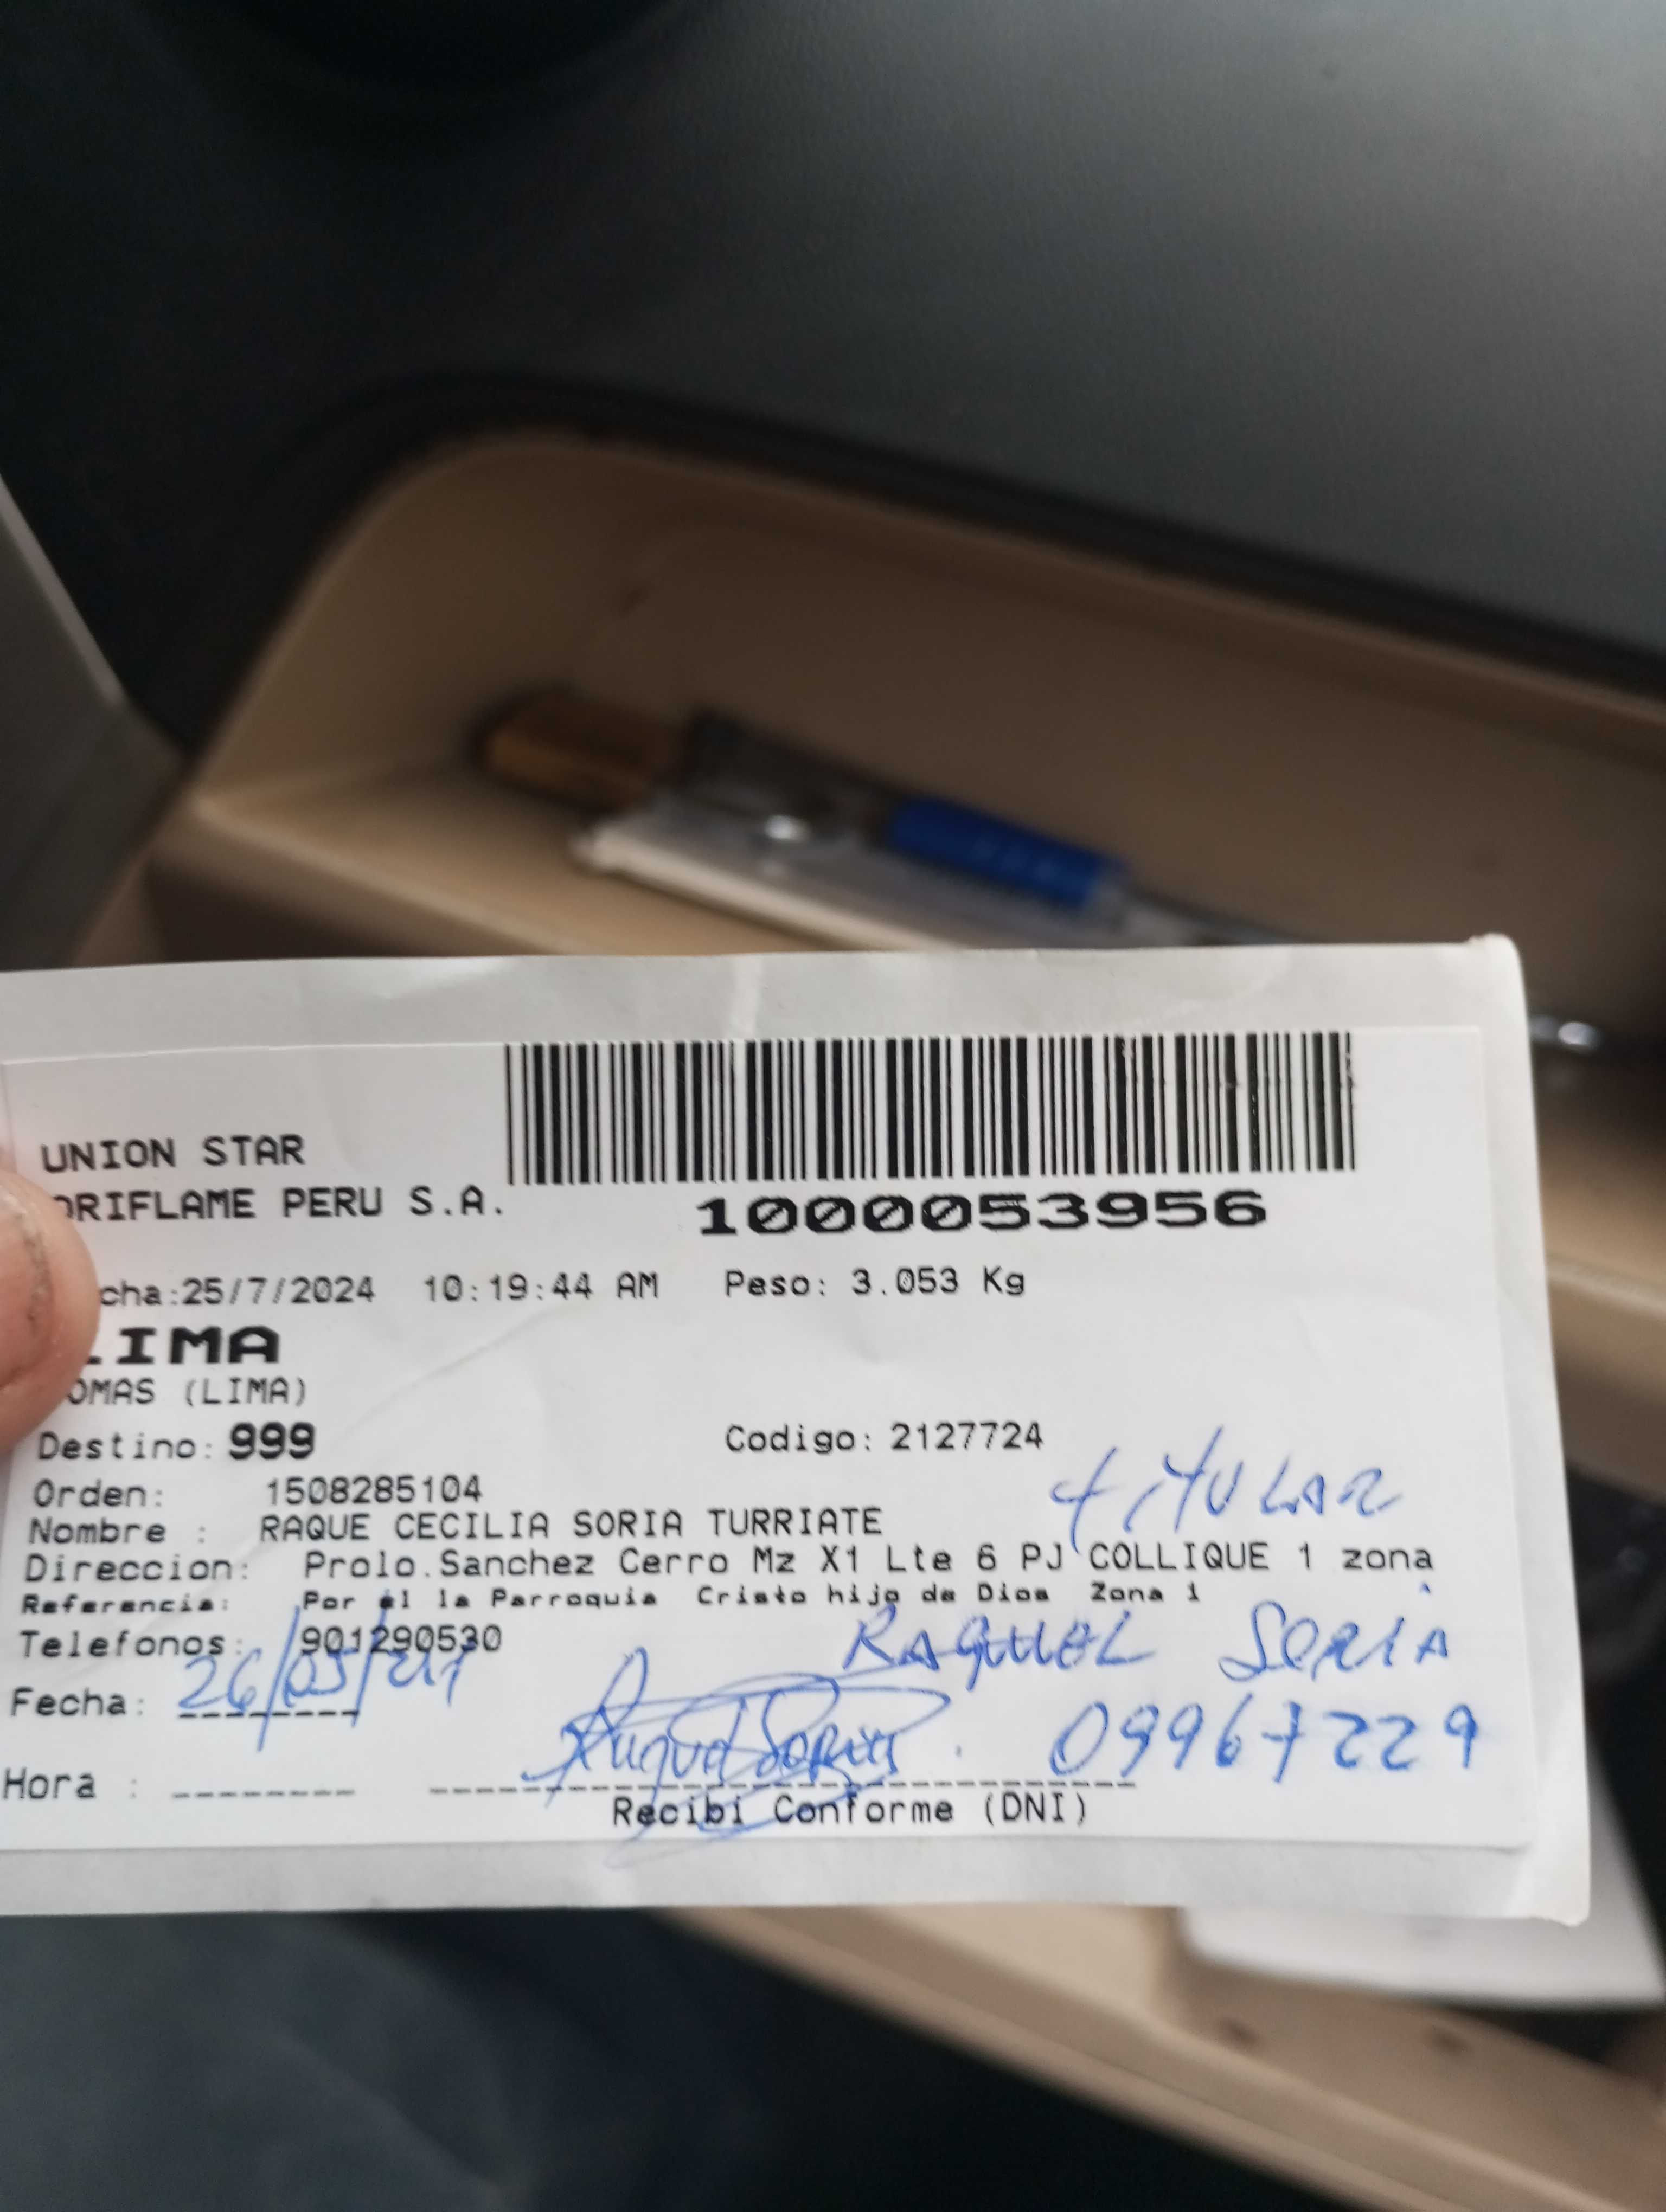 UNION STAR
ORIFLAME PERU S.A.
1000053956
cha:25/7/2024 10:19:44 AM Peso: 3.053 Kg
LIMA
OMAS (LIMA)
Destino: 999 Codigo: 2127724
TITULAR
Orden: 1508285104
Nombre : RAQUE CECILIA SORIA TURRIATE
Direccion: Prolo.Sanchez Cerro Mz X1 Lte 6 PJ COLLIQUE 1 zona
Referencia: Por el la Parroquia Cristo hijo de Dios Zona 1
Telefonos: 901290530
RAQUEL SORIA
Fecha:
09967229
Hora :
Recibi Conforme (DNI)